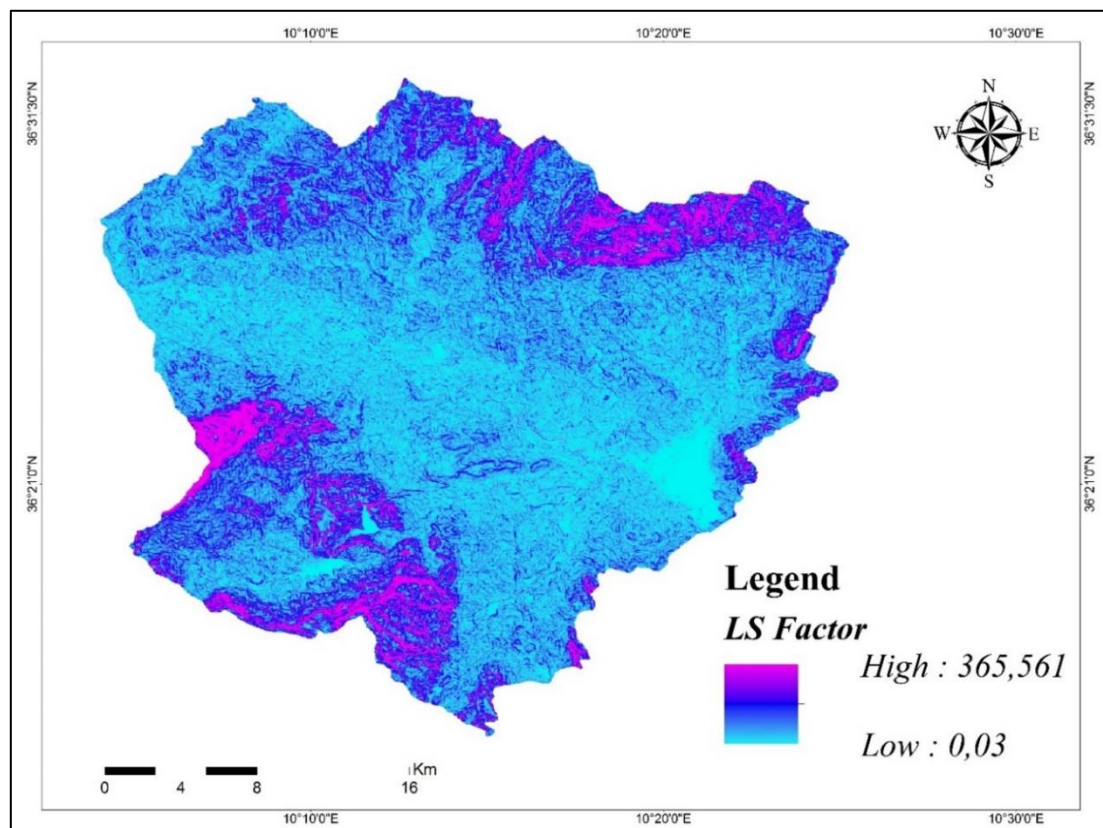 10°10'0"E 10°20'0"E 10°30'0"E
36°31'30"N
36°31'30"N
N
W E
S
36°21'0"N
36°21'0"N
Legend
LS Factor
High : 365,561
Low : 0,03
Km
0 4 8 16
10°10'0"E 10°20'0"E 10°30'0"E